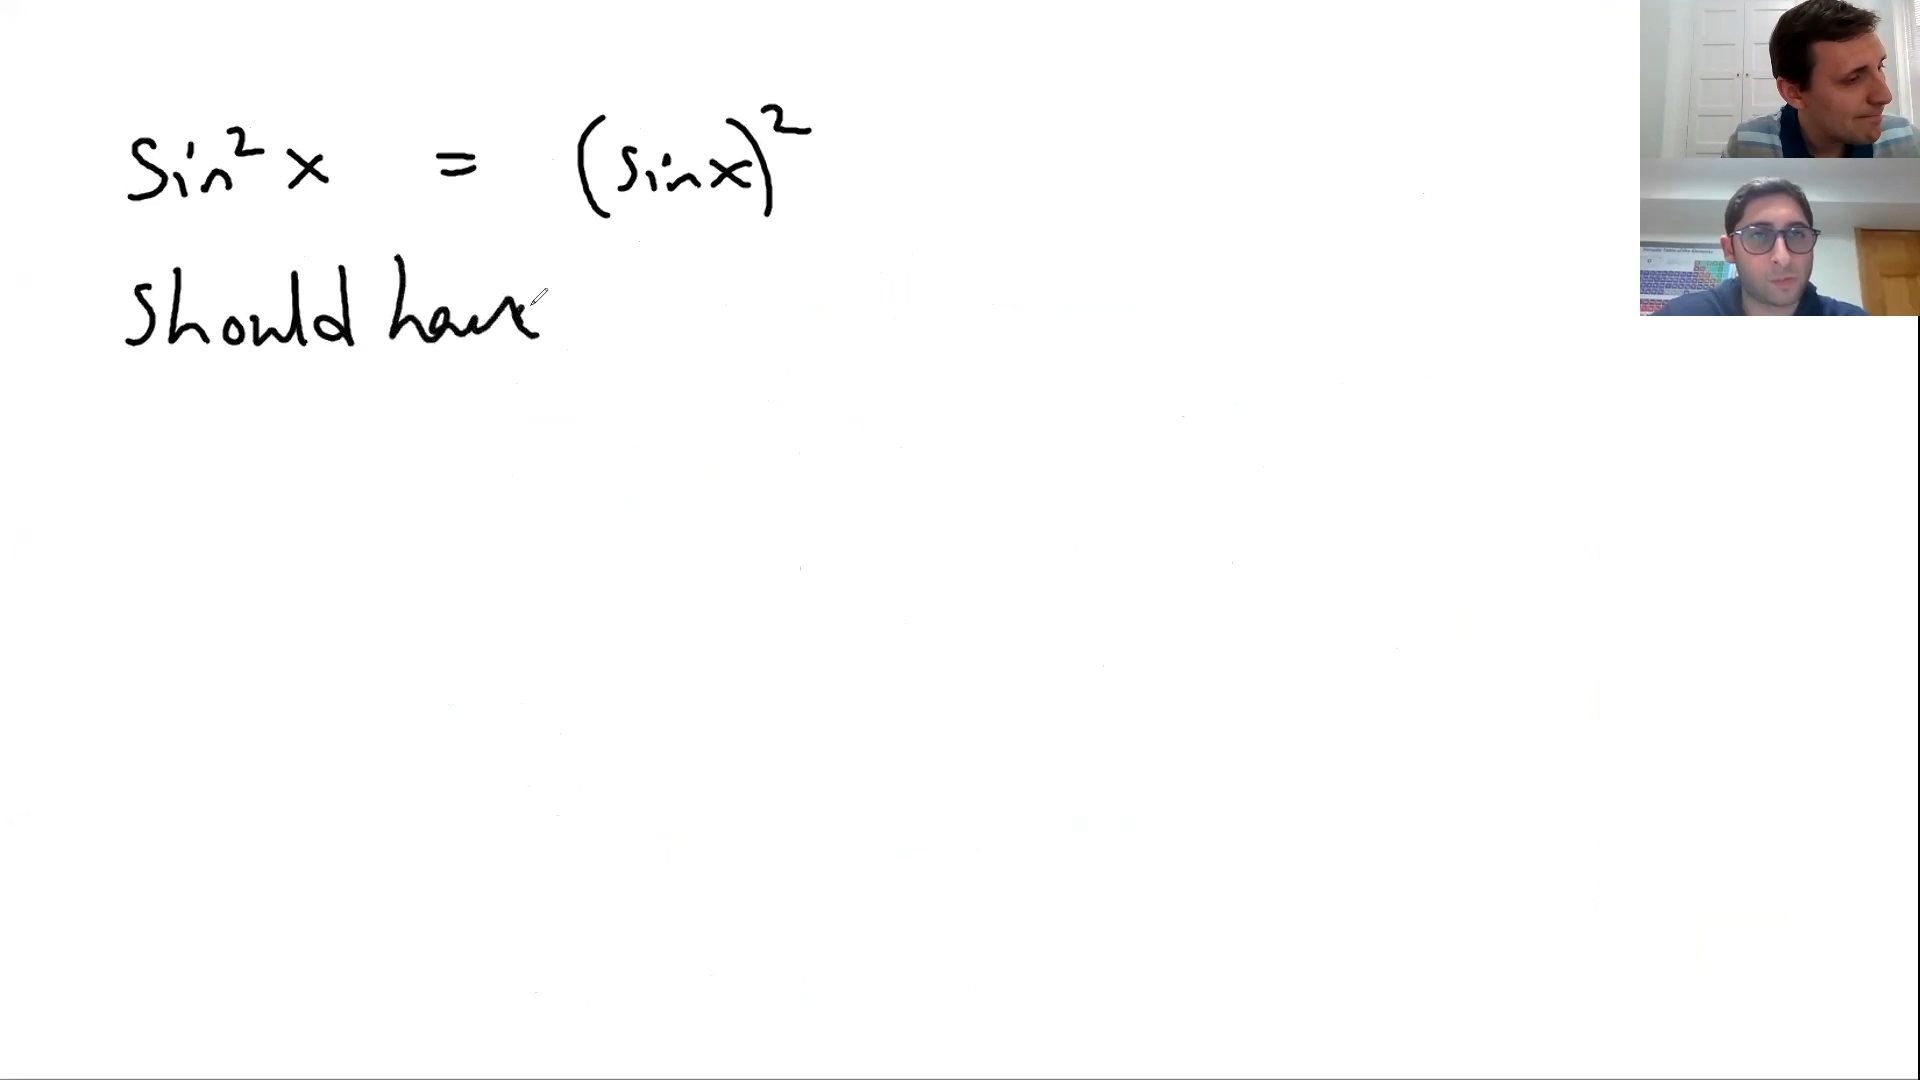 sin² x = (sin x)²
should have